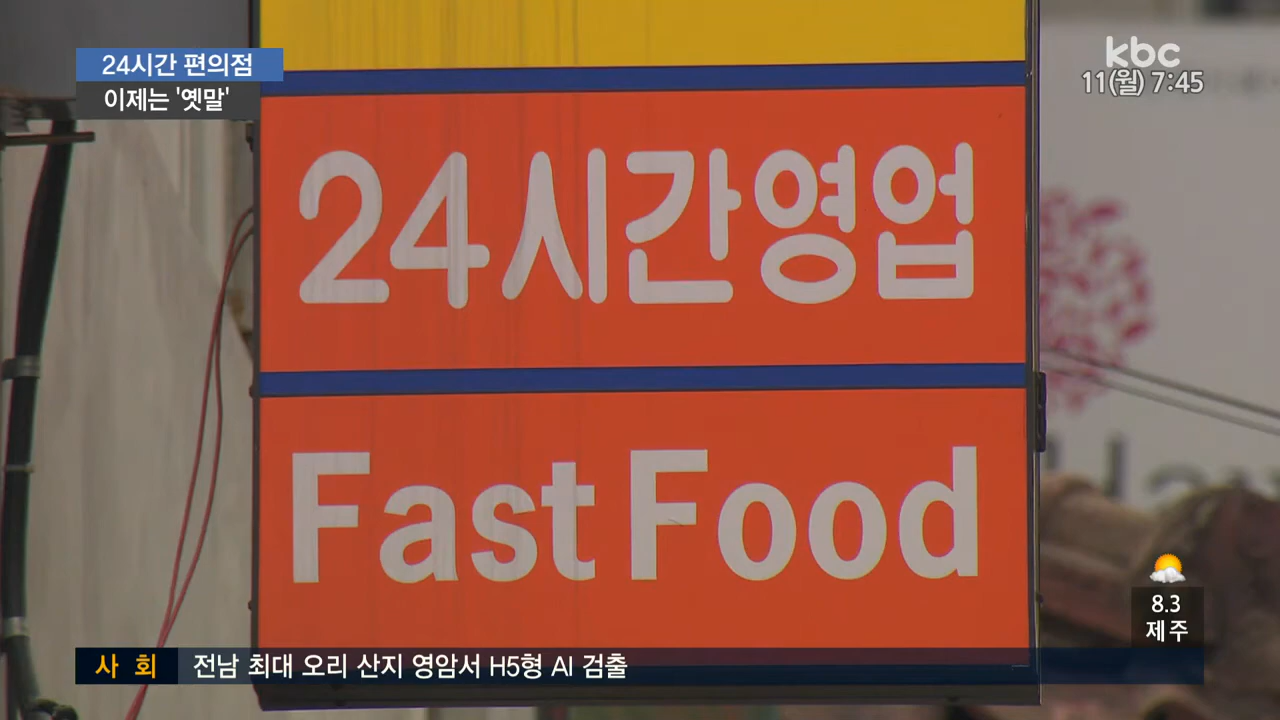 24시간 편의점
이제는 '옛말'
kbc
11(월) 7:45
24시간영업
Fast Food
8.3
제주
사 회 전남 최대 오리 산지 영암서 H5형 AI 검출